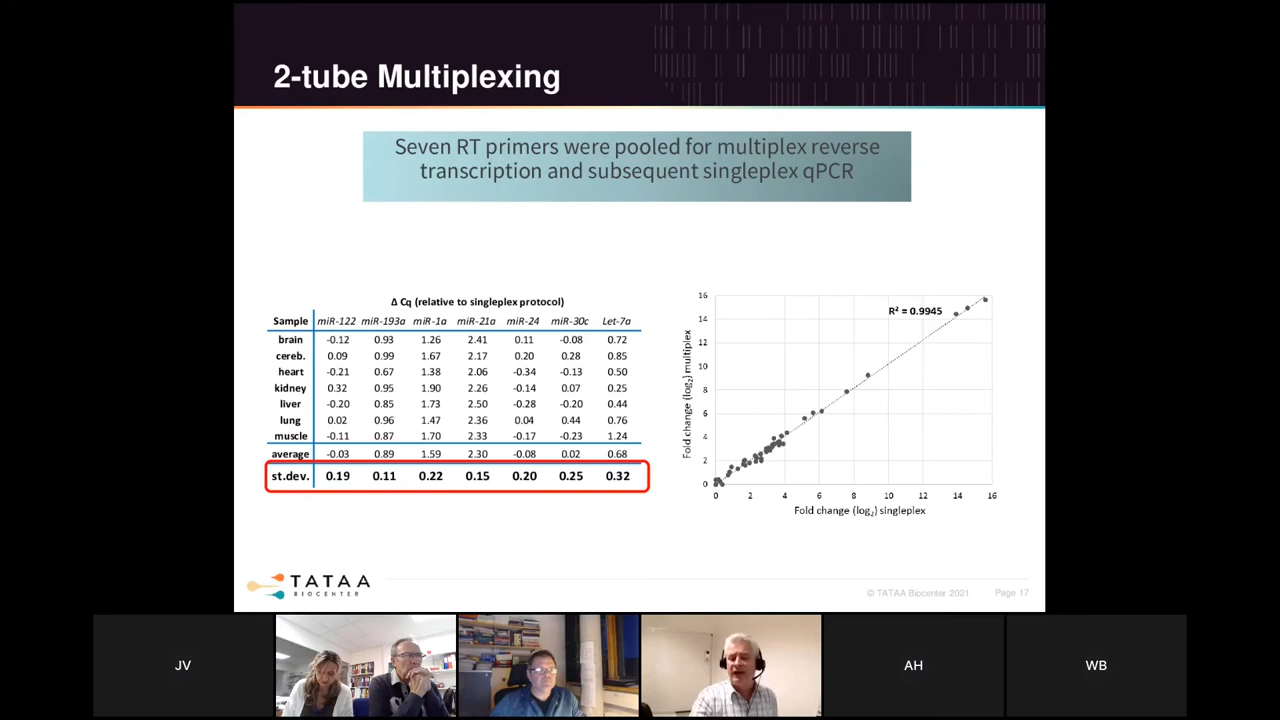 2-tube Multiplexing
Seven RT primers were pooled for multiplex reverse
transcription and subsequent singleplex qPCR
Δ Cq (relative to singleplex protocol)
Sample miR-122 miR-193a miR-1a miR-21a miR-24 miR-30c Let-7a
brain -0.12 0.93 1.26 2.41 0.11 -0.08 0.72
cereb. 0.09 0.99 1.67 2.17 0.20 0.28 0.85
heart -0.21 0.67 1.38 2.06 -0.34 -0.13 0.50
kidney 0.32 0.95 1.90 2.26 -0.14 0.07 0.25
liver -0.20 0.85 1.73 2.50 -0.28 -0.20 0.44
lung 0.02 0.96 1.47 2.36 0.04 0.44 0.76
muscle -0.11 0.87 1.70 2.33 -0.17 -0.23 1.24
average -0.03 0.89 1.59 2.30 -0.08 0.02 0.68
st.dev. 0.19 0.11 0.22 0.15 0.20 0.25 0.32
Fold change (log₂) multiplex
16
14
12
10
8
6
4
2
0
R² = 0.9945
0 2 4 6 8 10 12 14 16
Fold change (log₂) singleplex
TATAA
BIOCENTER
© TATAA Biocenter 2021 Page 17
JV
AH
WB